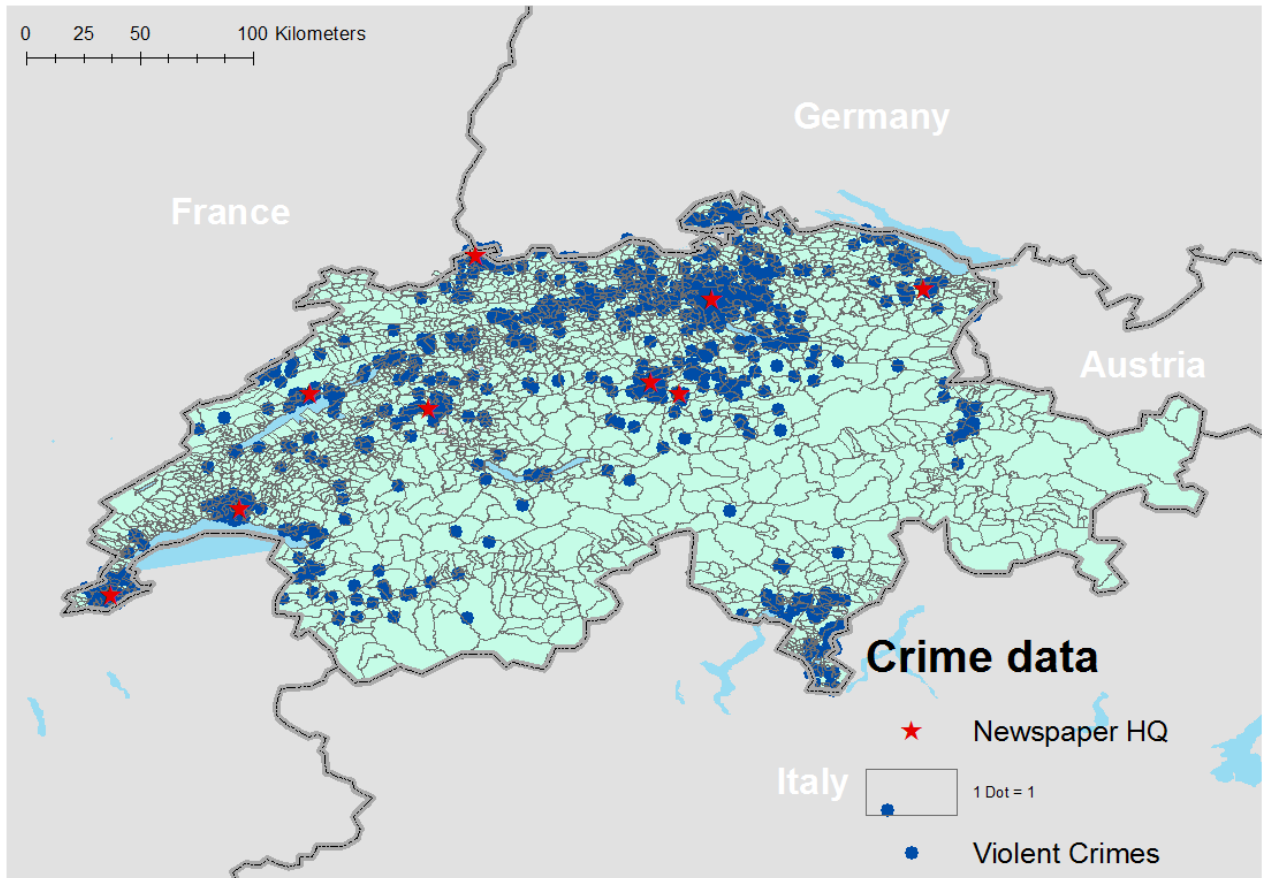 0 25 50 100 Kilometers
Germany
France
Austria
Crime data
Newspaper HQ
Italy
1 Dot = 1
Violent Crimes